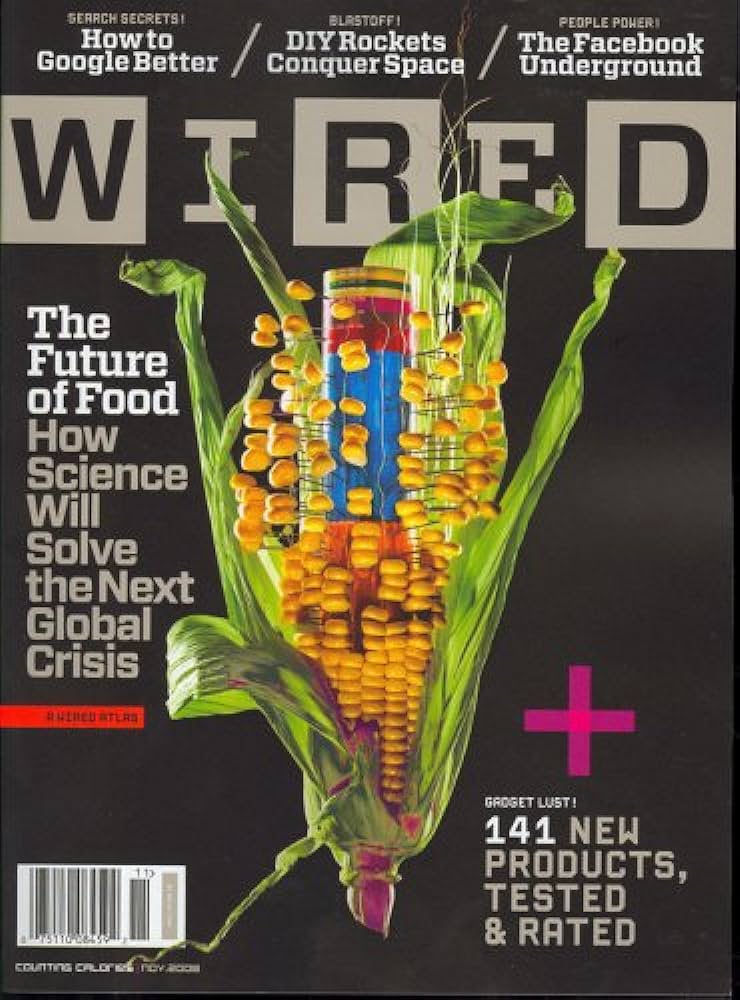 SEARCH SECRETS!
How to
Google Better
BLASTOFF!
DIY Rockets
Conquer Space
PEOPLE POWER!
The Facebook
Underground
WIRED
The
Future
of Food
How
Science
Will
Solve
the Next
Global
Crisis
A WIRED ATLAS
GADGET LUST!
141 NEW
PRODUCTS,
TESTED
& RATED
11>
COUNTING CALORIES NOV.2008